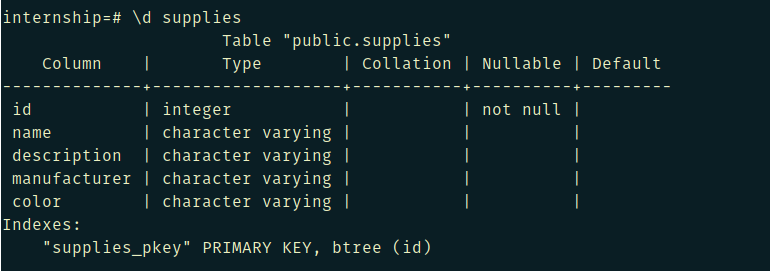 internship=# \d supplies
                      Table "public.supplies"
    Column    |       Type        | Collation | Nullable | Default
--------------+-------------------+-----------+----------+---------
 id           | integer           |           | not null |
 name         | character varying |           |          |
 description  | character varying |           |          |
 manufacturer | character varying |           |          |
 color        | character varying |           |          |
Indexes:
    "supplies_pkey" PRIMARY KEY, btree (id)